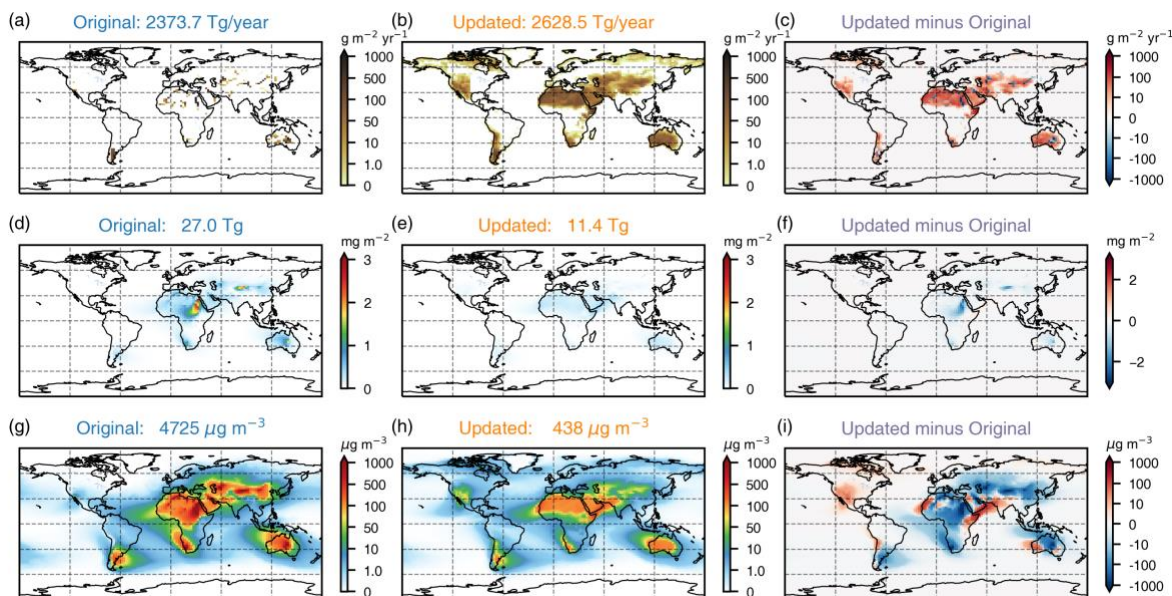 (a) Original: 2373.7 Tg/year
g m⁻² yr⁻¹
1000
500
100
50
10
1.0
0
(b) Updated: 2628.5 Tg/year
g m⁻² yr⁻¹
1000
500
100
50
10
1.0
0
(c) Updated minus Original
g m⁻² yr⁻¹
1000
100
10
0
-10
-100
-1000
(d) Original: 27.0 Tg
mg m⁻²
3
2
1
0
(e) Updated: 11.4 Tg
mg m⁻²
3
2
1
0
(f) Updated minus Original
mg m⁻²
2
0
-2
(g) Original: 4725 μg m⁻³
μg m⁻³
1000
500
100
50
10
1.0
0
(h) Updated: 438 μg m⁻³
μg m⁻³
1000
500
100
50
10
1.0
0
(i) Updated minus Original
μg m⁻³
1000
100
10
0
-10
-100
-1000